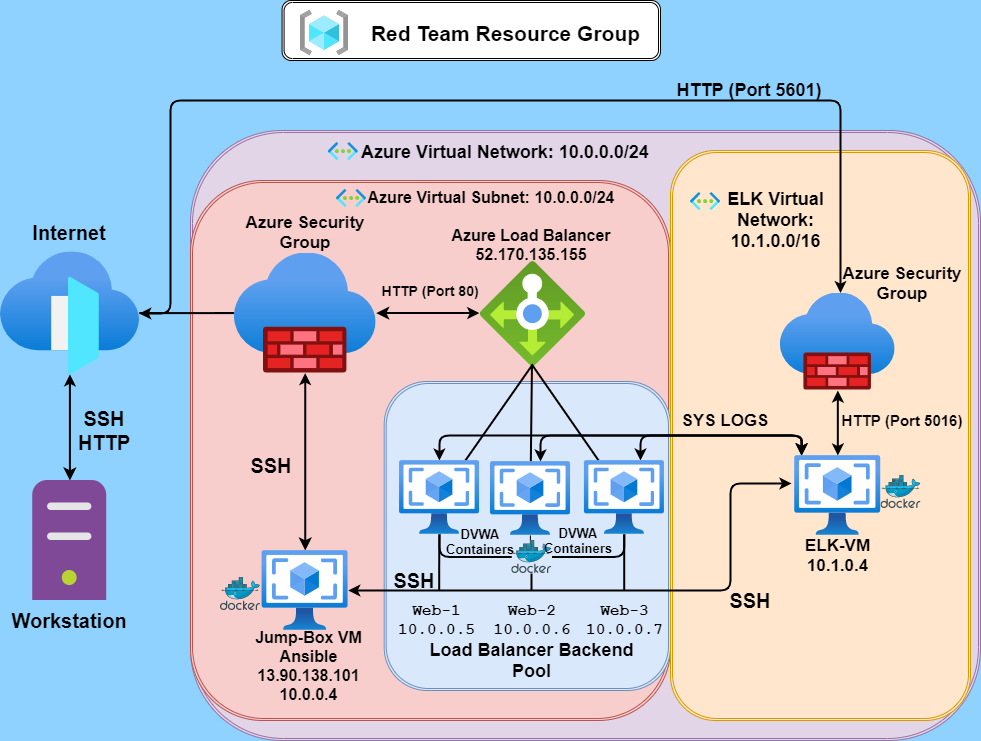 Red Team Resource Group
HTTP (Port 5601)
Azure Virtual Network: 10.0.0.0/24
Azure Virtual Subnet: 10.0.0.0/24
ELK Virtual
Network:
10.1.0.0/16
Internet
Azure Security
Group
Azure Load Balancer
52.170.135.155
HTTP (Port 80)
Azure Security
Group
SSH
HTTP
SYS LOGS
HTTP (Port 5016)
SSH
docker
DVWA
Containers
DVWA
Containers
docker
ELK-VM
10.1.0.4
SSH
SSH
docker
Workstation
Web-1
10.0.0.5
Web-2
10.0.0.6
Web-3
10.0.0.7
Jump-Box VM
Ansible
13.90.138.101
10.0.0.4
Load Balancer Backend
Pool